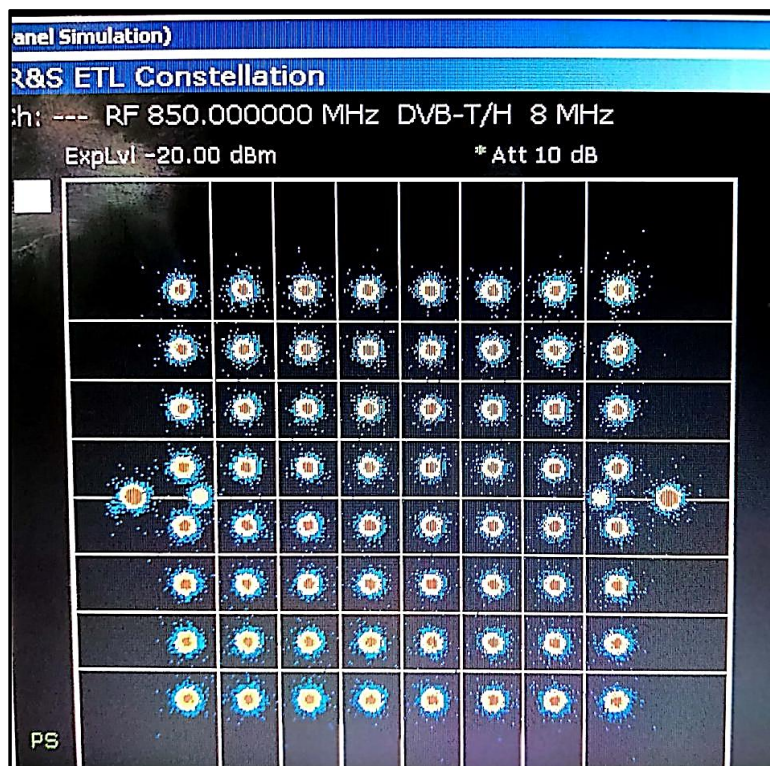 anel Simulation)
R&S ETL Constellation
Ch: --- RF 850.000000 MHz DVB-T/H 8 MHz
ExpLvl -20.00 dBm *Att 10 dB
PS